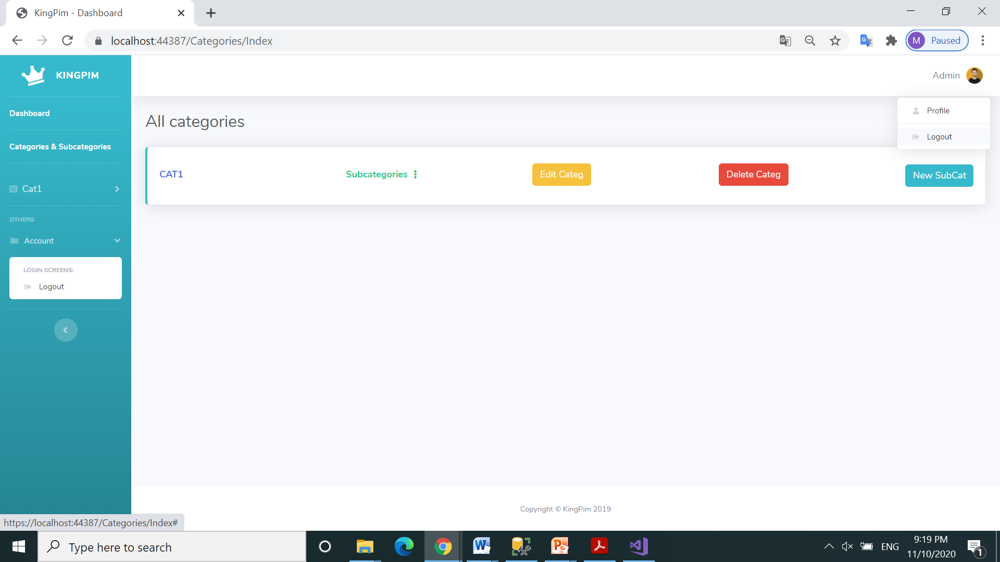 KingPim - Dashboard
localhost:44387/Categories/Index
M Paused
KINGPIM
Admin
Dashboard
Profile
All categories
Logout
Categories & Subcategories
CAT1 Subcategories Edit Categ Delete Categ New SubCat
Cat1
OTHERS
Account
LOGIN SCREENS:
Logout
Copyright © KingPim 2019
https://localhost:44387/Categories/Index#
Type here to search
ENG
9:19 PM
11/10/2020
1